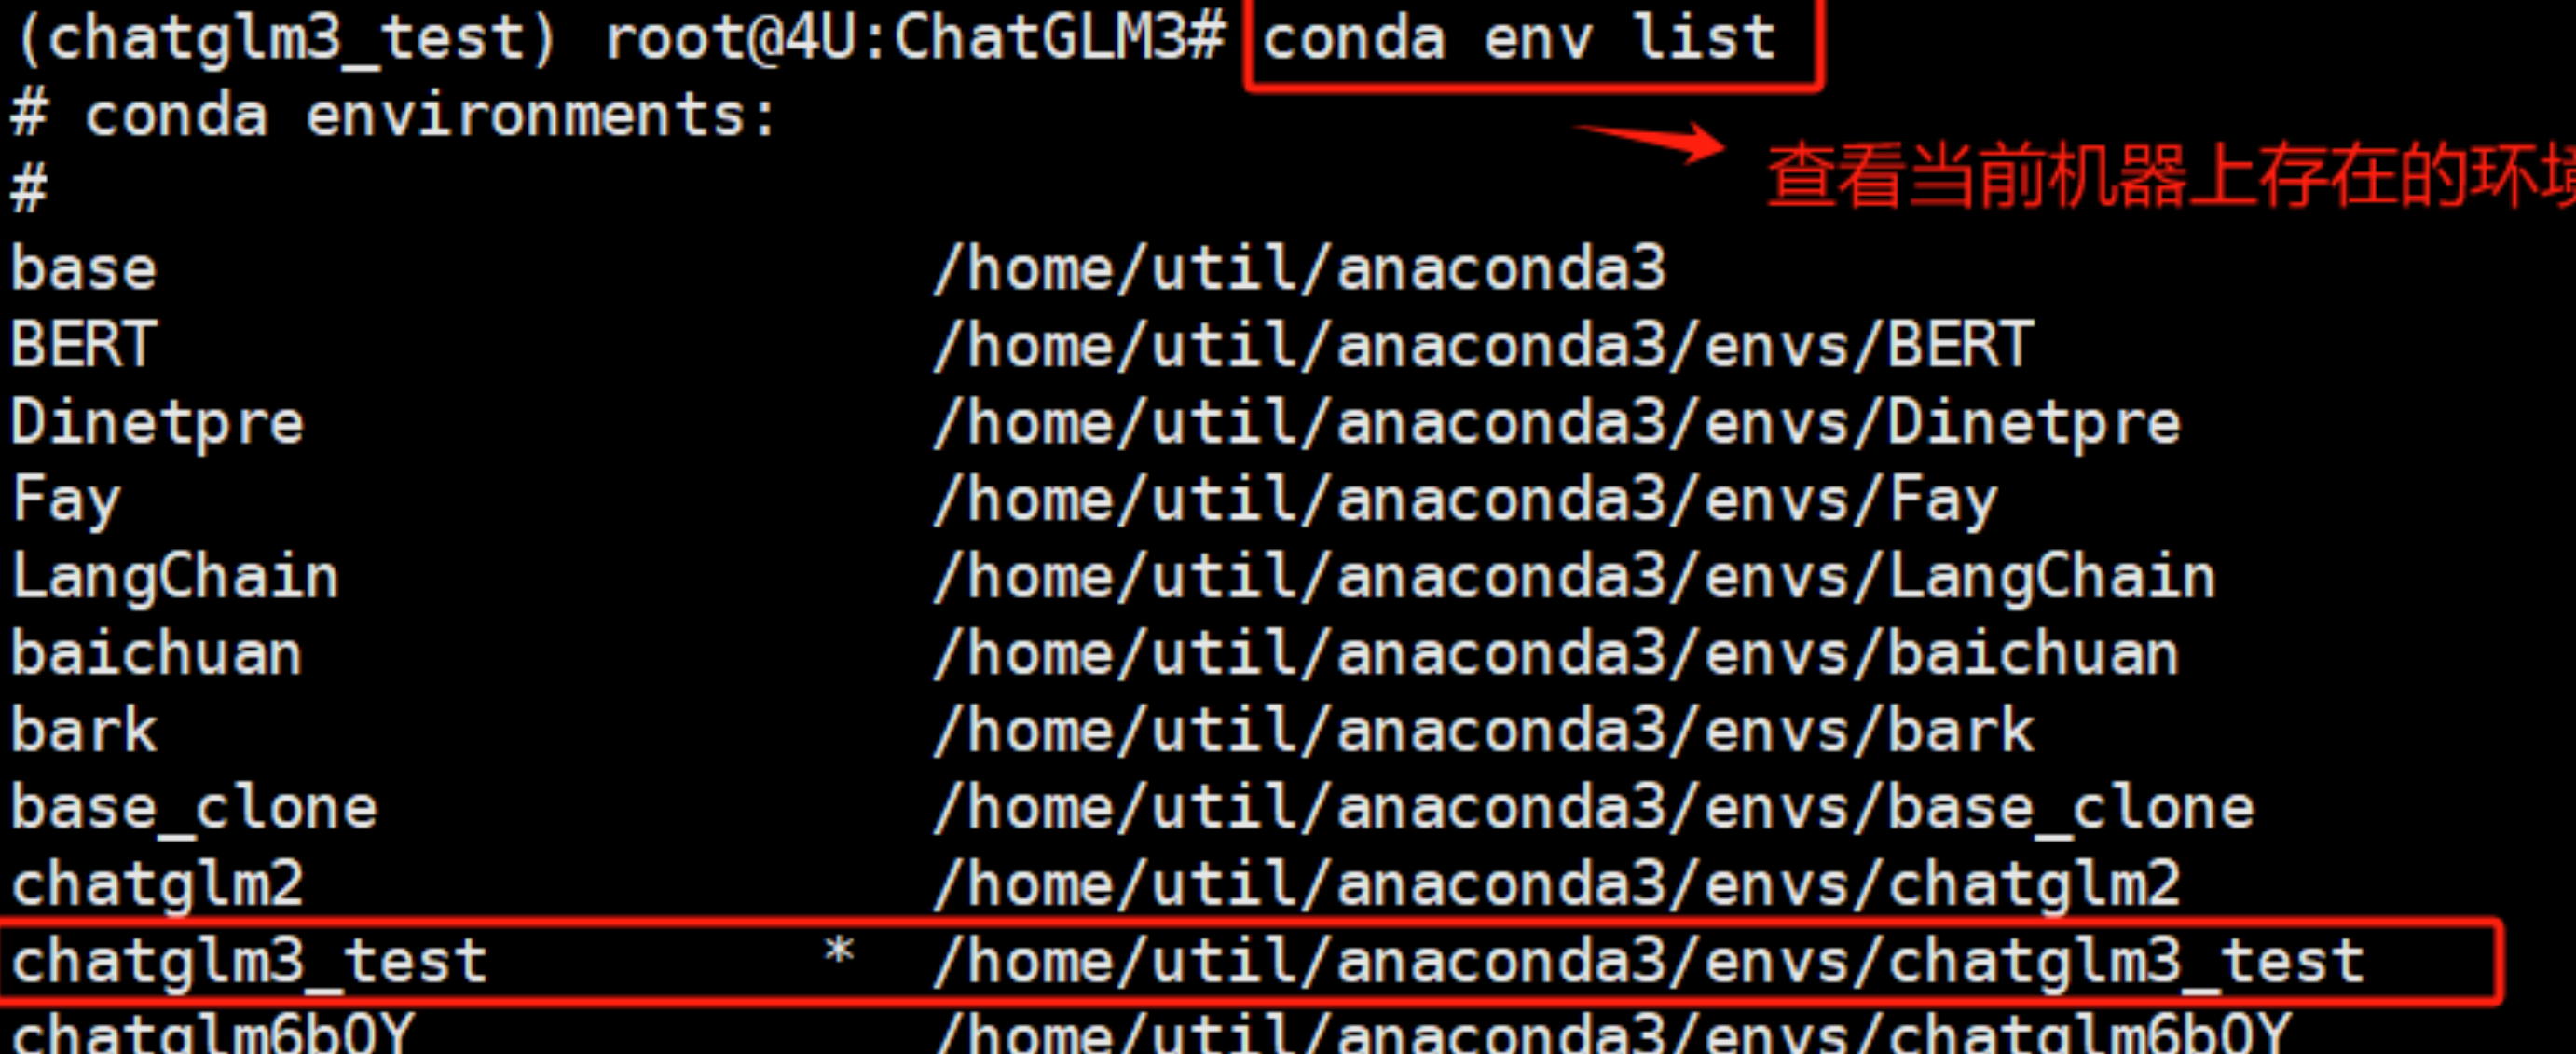 (chatglm3_test) root@4U:ChatGLM3# conda env list
# conda environments:
查看当前机器上存在的环境
#
base /home/util/anaconda3
BERT /home/util/anaconda3/envs/BERT
Dinetpre /home/util/anaconda3/envs/Dinetpre
Fay /home/util/anaconda3/envs/Fay
LangChain /home/util/anaconda3/envs/LangChain
baichuan /home/util/anaconda3/envs/baichuan
bark /home/util/anaconda3/envs/bark
base_clone /home/util/anaconda3/envs/base_clone
chatglm2 /home/util/anaconda3/envs/chatglm2
chatglm3_test * /home/util/anaconda3/envs/chatglm3_test
chatglm6bQY /home/util/anaconda3/envs/chatglm6bQY